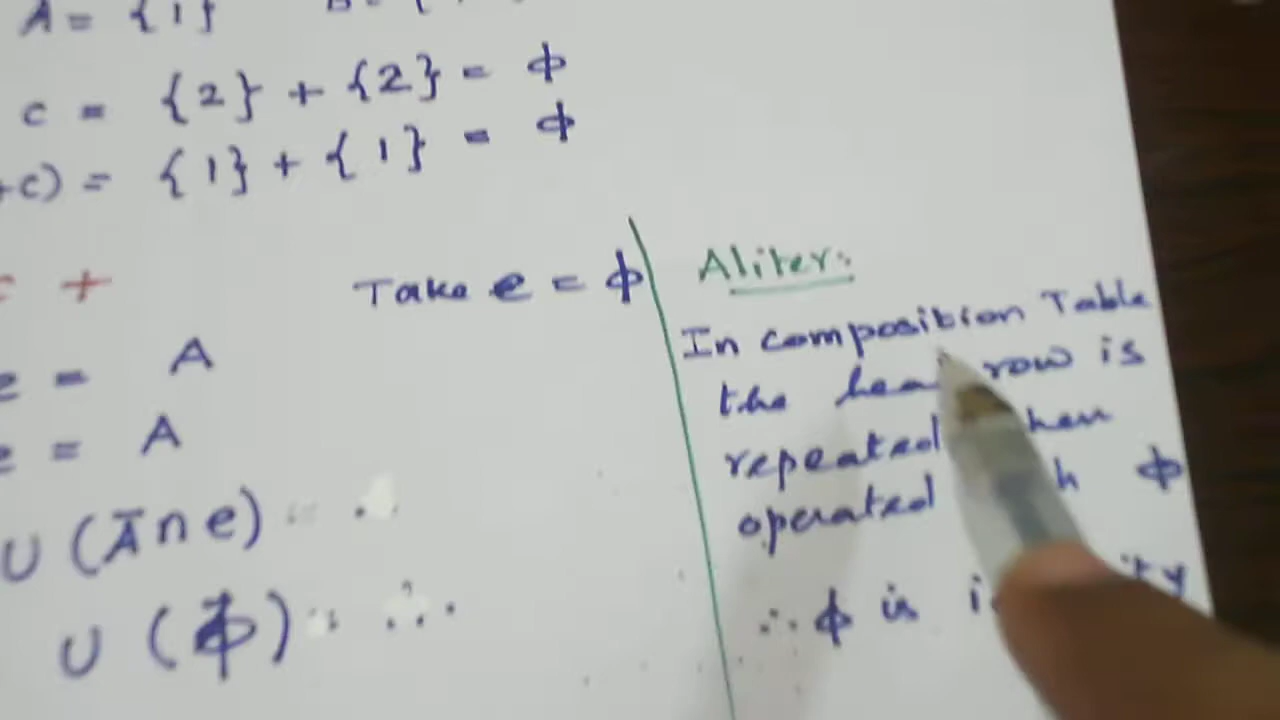 A = {1}
c = {2} + {2} = ϕ
+c) = {1} + {1} = ϕ
+
Take e = ϕ
e = A
e = A
U (A̅ ∩ e)
U (ϕ)
Aliter:
In composition Table
the row is
repeated
operated ϕ
∴ ϕ is